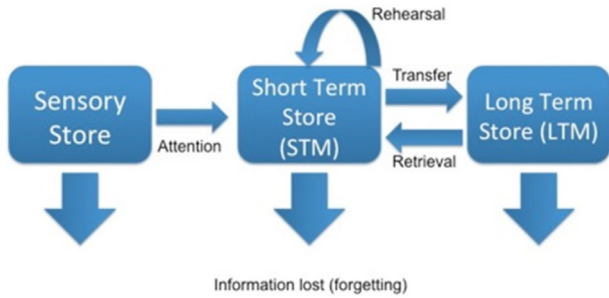 Rehearsal
Sensory
Store
Attention
Short Term
Store
(STM)
Transfer
Retrieval
Long Term
Store (LTM)
Information lost (forgetting)